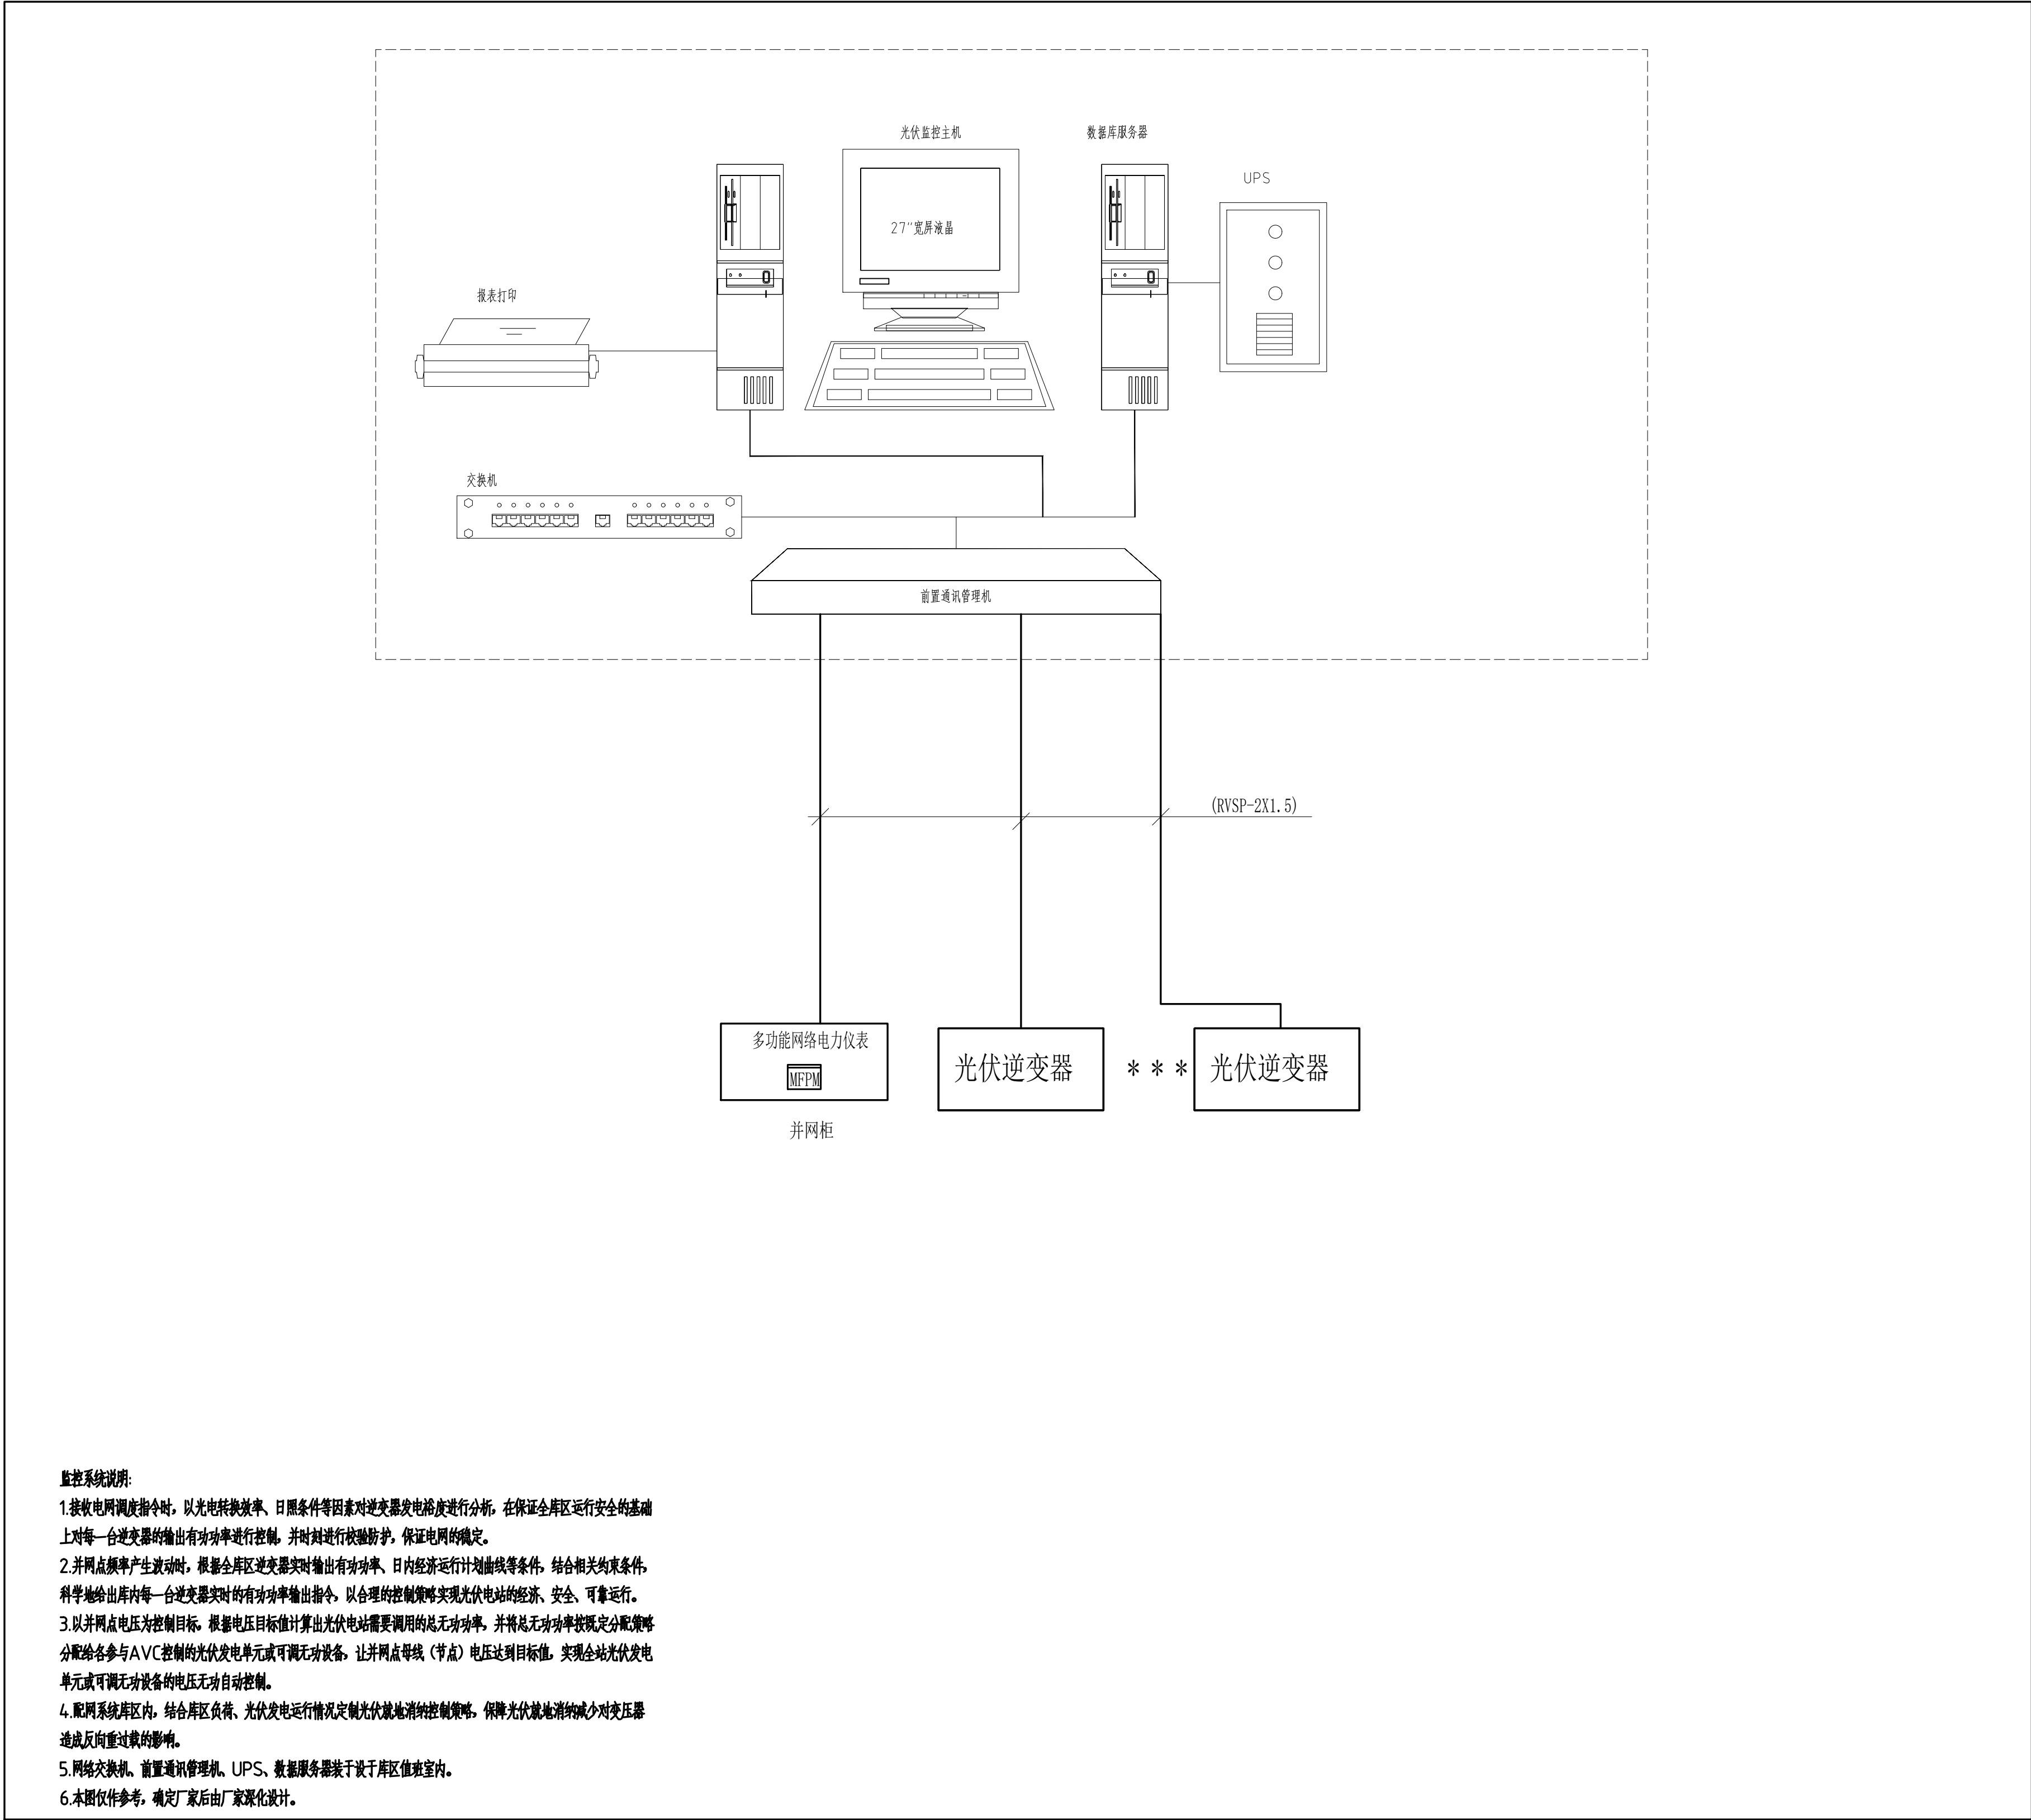 光伏监控主机
数据库服务器
UPS
27"宽屏液晶
报表打印
交换机
前置通讯管理机
(RVSP-2X1.5)
多功能网络电力仪表
MFPM
光伏逆变器
***
光伏逆变器
并网柜
监控系统说明:
1.接收电网调度指令时，以光电转换效率、日照条件等因素对逆变器发电裕度进行分析，在保证全库区运行安全的基础
上对每一台逆变器的输出有功功率进行控制，并时刻进行校验防护，保证电网的稳定。
2.并网点频率产生波动时，根据全库区逆变器实时输出有功功率、日内经济运行计划曲线等条件，结合相关约束条件，
科学地给出库内每一台逆变器实时的有功功率输出指令，以合理的控制策略实现光伏电站的经济、安全、可靠运行。
3.以并网点电压为控制目标，根据电压目标值计算出光伏电站需要调用的总无功功率，并将总无功功率按既定分配策略
分配给各参与AVC控制的光伏发电单元或可调无功设备，让并网点母线（节点）电压达到目标值，实现全站光伏发电
单元或可调无功设备的电压无功自动控制。
4.配网系统库区内，结合库区负荷、光伏发电运行情况定制光伏就地消纳控制策略，保障光伏就地消纳减少对变压器
造成反向重过载的影响。
5.网络交换机、前置通讯管理机、UPS、数据服务器装于设于库区值班室内。
6.本图仅作参考，确定厂家后由厂家深化设计。